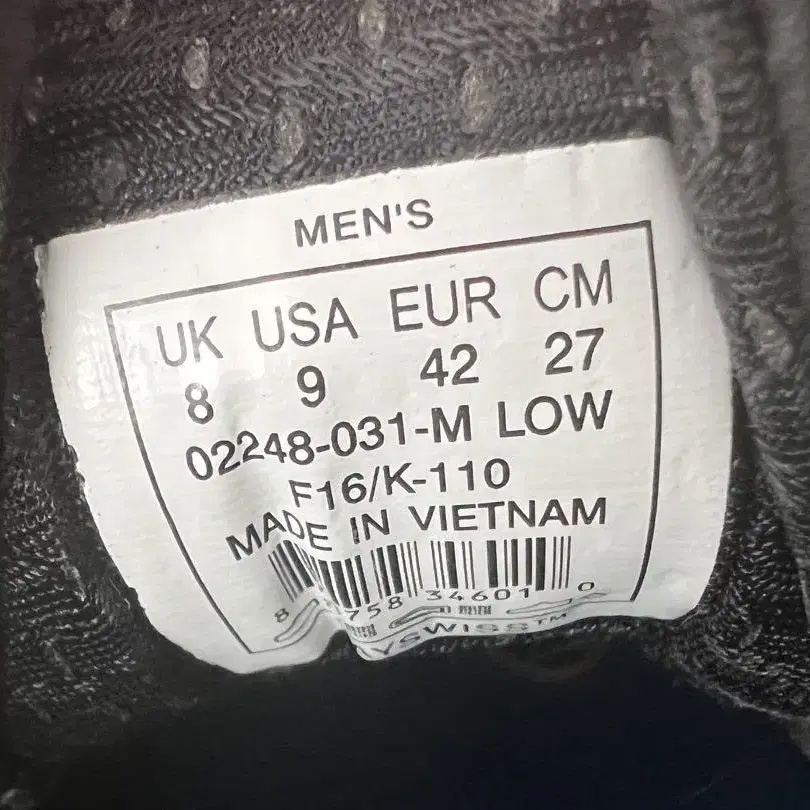 MEN'S
UK USA EUR CM
8 9 42 27
02248-031-M LOW
F16/K-110
MADE IN VIETNAM
758 34601 0